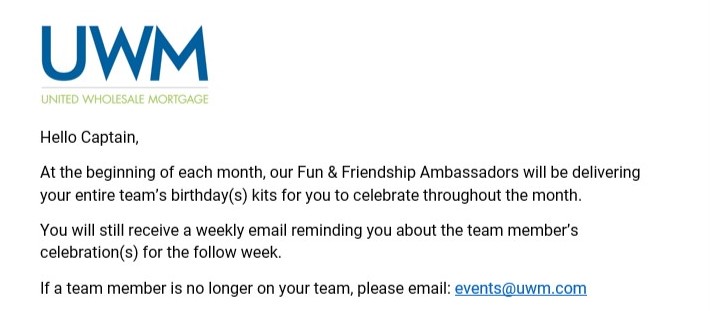 UWM
UNITED WHOLESALE MORTGAGE
Hello Captain,
At the beginning of each month, our Fun & Friendship Ambassadors will be delivering
your entire team's birthday(s) kits for you to celebrate throughout the month.
You will still receive a weekly email reminding you about the team member's
celebration(s) for the follow week.
If a team member is no longer on your team, please email: events@uwm.com